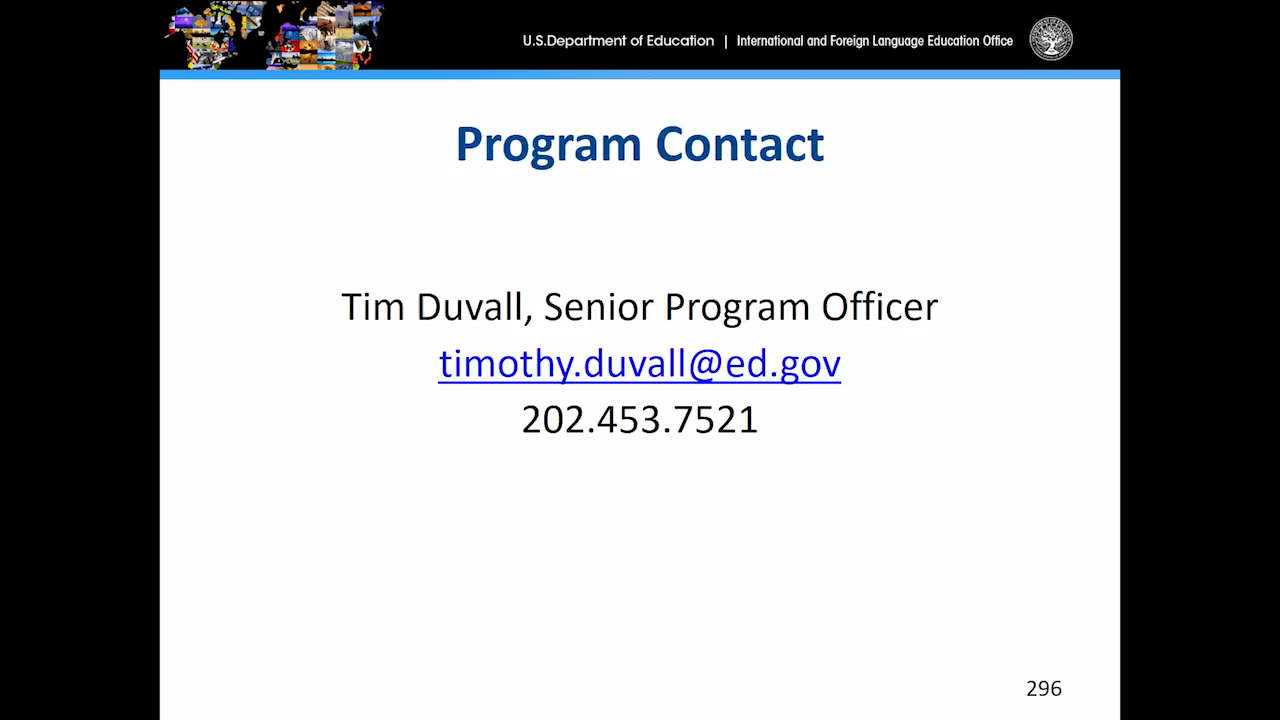 U.S.Department of Education | International and Foreign Language Education Office
Program Contact
Tim Duvall, Senior Program Officer
timothy.duvall@ed.gov
202.453.7521
296